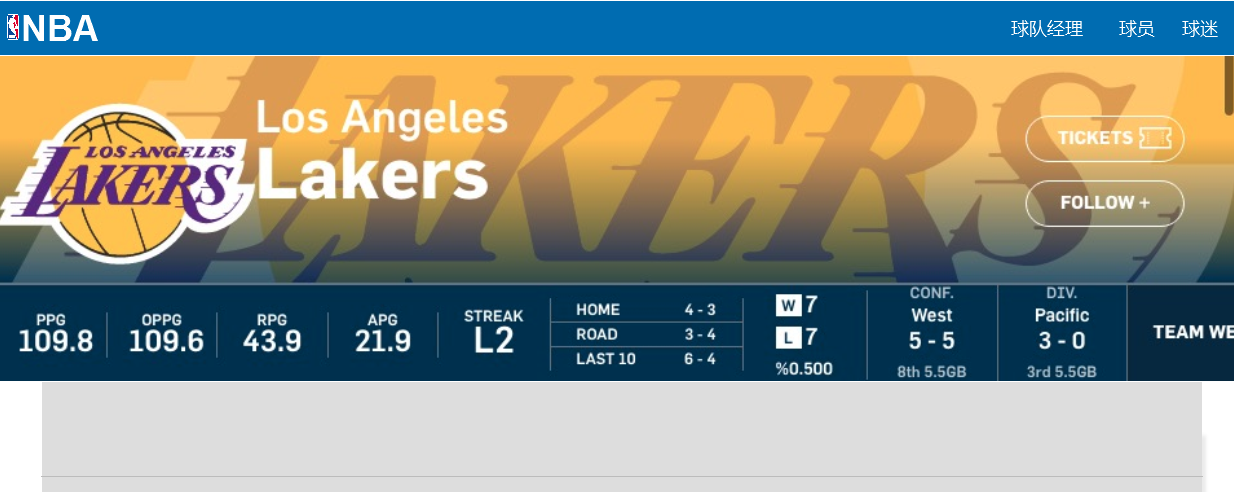 NBA
球队经理 球员 球迷
LAKERS
Los Angeles
Lakers
LOS ANGELES
LAKERS
TICKETS
FOLLOW +
PPG
109.8
OPPG
109.6
RPG
43.9
APG
21.9
STREAK
L2
HOME 4 - 3
ROAD 3 - 4
LAST 10 6 - 4
W 7
L 7
%0.500
CONF.
West
5 - 5
8th 5.5GB
DIV.
Pacific
3 - 0
3rd 5.5GB
TEAM WE